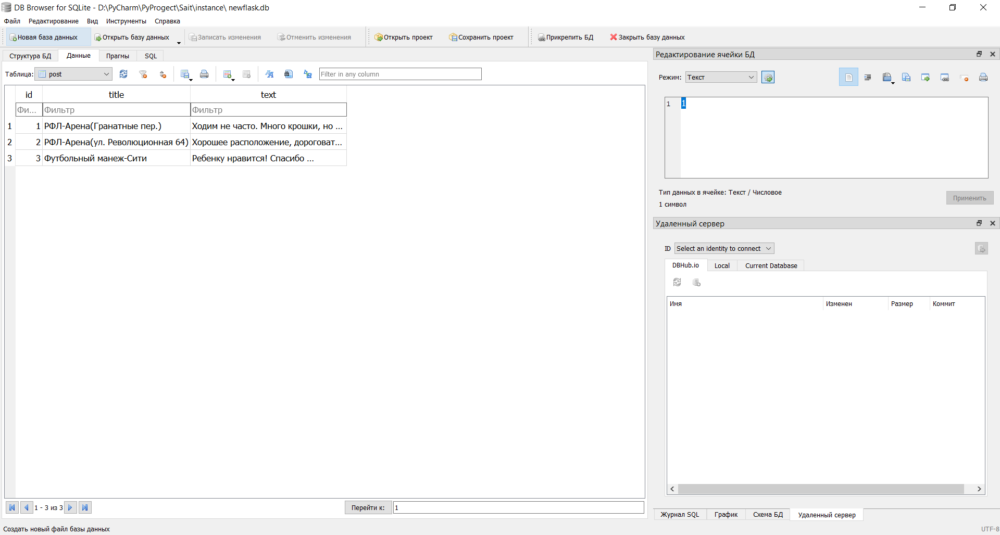 DB Browser for SQLite - D:\PyCharm\PyProgect\Sait\instance\ newflask.db
Файл Редактирование Вид Инструменты Справка
Новая база данных Открыть базу данных Записать изменения Отменить изменения Открыть проект Сохранить проект Прикрепить БД Закрыть базу данных
Структура БД Данные Прагмы SQL
Таблица: post Filter in any column
id title text
Фи... Фильтр Фильтр
1 1 РФЛ-Арена(Гранатные пер.) Ходим не часто. Много крошки, но ...
2 2 РФЛ-Арена(ул. Революционная 64) Хорошее расположение, дороговат...
3 3 Футбольный манеж-Сити Ребенку нравится! Спасибо ...
1 - 3 из 3 Перейти к: 1
Создать новый файл базы данных
Редактирование ячейки БД
Режим: Текст
1 1
Тип данных в ячейке: Текст / Числовое
1 символ
Применить
Удаленный сервер
ID Select an identity to connect
DBHub.io Local Current Database
Имя Изменен Размер Коммит
Журнал SQL График Схема БД Удаленный сервер
UTF-8